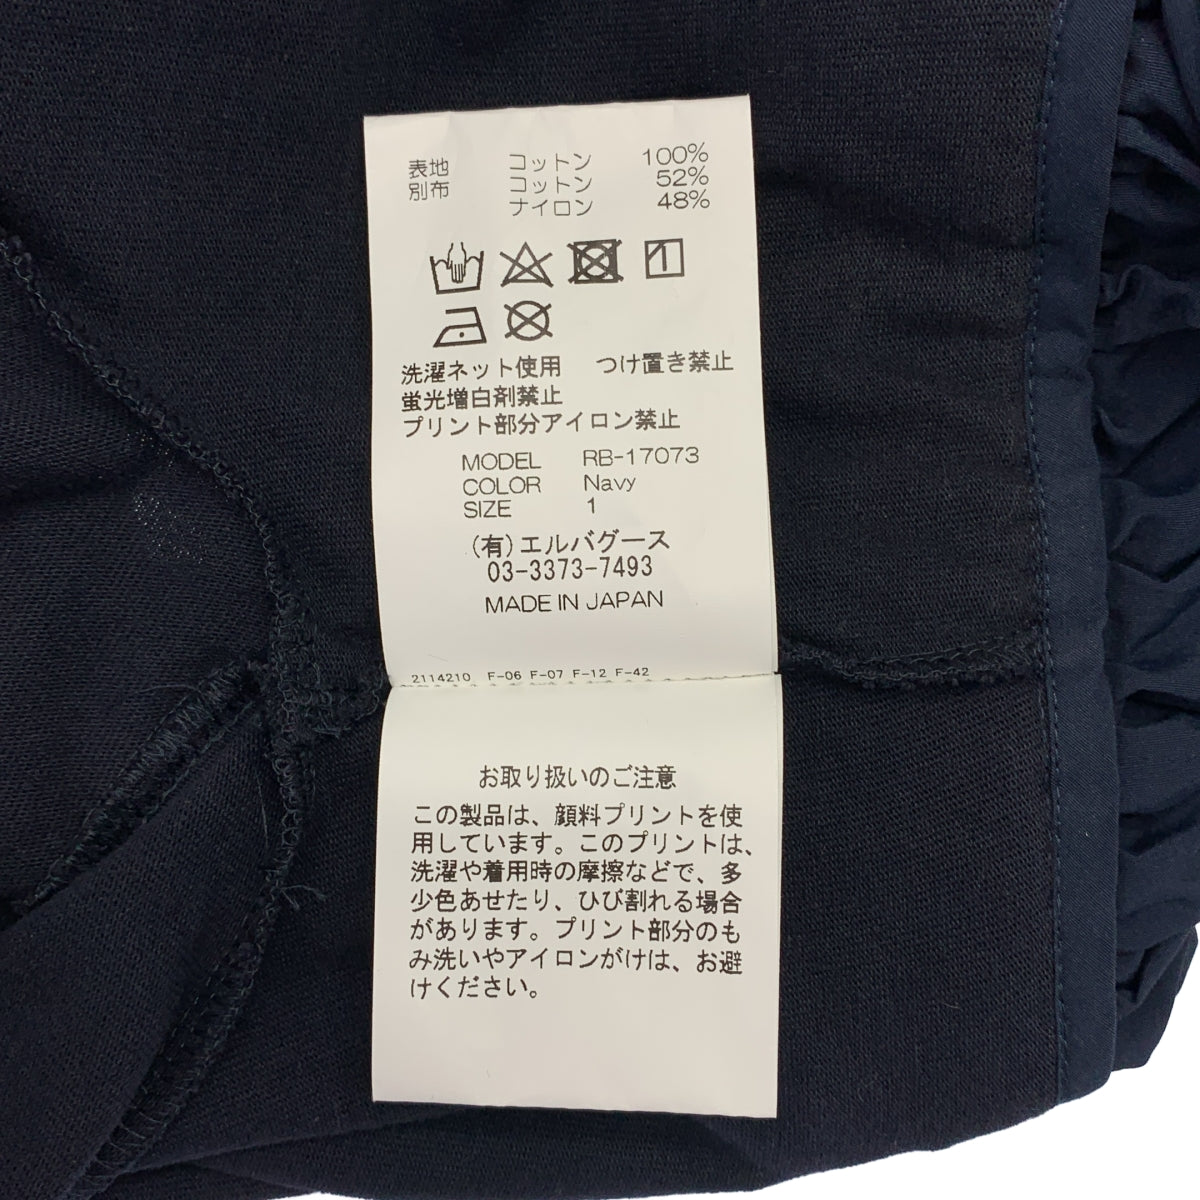 表地 コットン 100%
別布 コットン 52%
ナイロン 48%
洗濯ネット使用 つけ置き禁止
蛍光増白剤禁止
プリント部分アイロン禁止
MODEL RB-17073
COLOR Navy
SIZE 1
(有)エルバグース
03-3373-7493
MADE IN JAPAN
2114210 F-06 F-07 F-12 F-42
お取り扱いのご注意
この製品は、顔料プリントを使
用しています。このプリントは、
洗濯や着用時の摩擦などで、多
少色あせたり、ひび割れる場合
があります。プリント部分のも
み洗いやアイロンがけは、お避
けください。